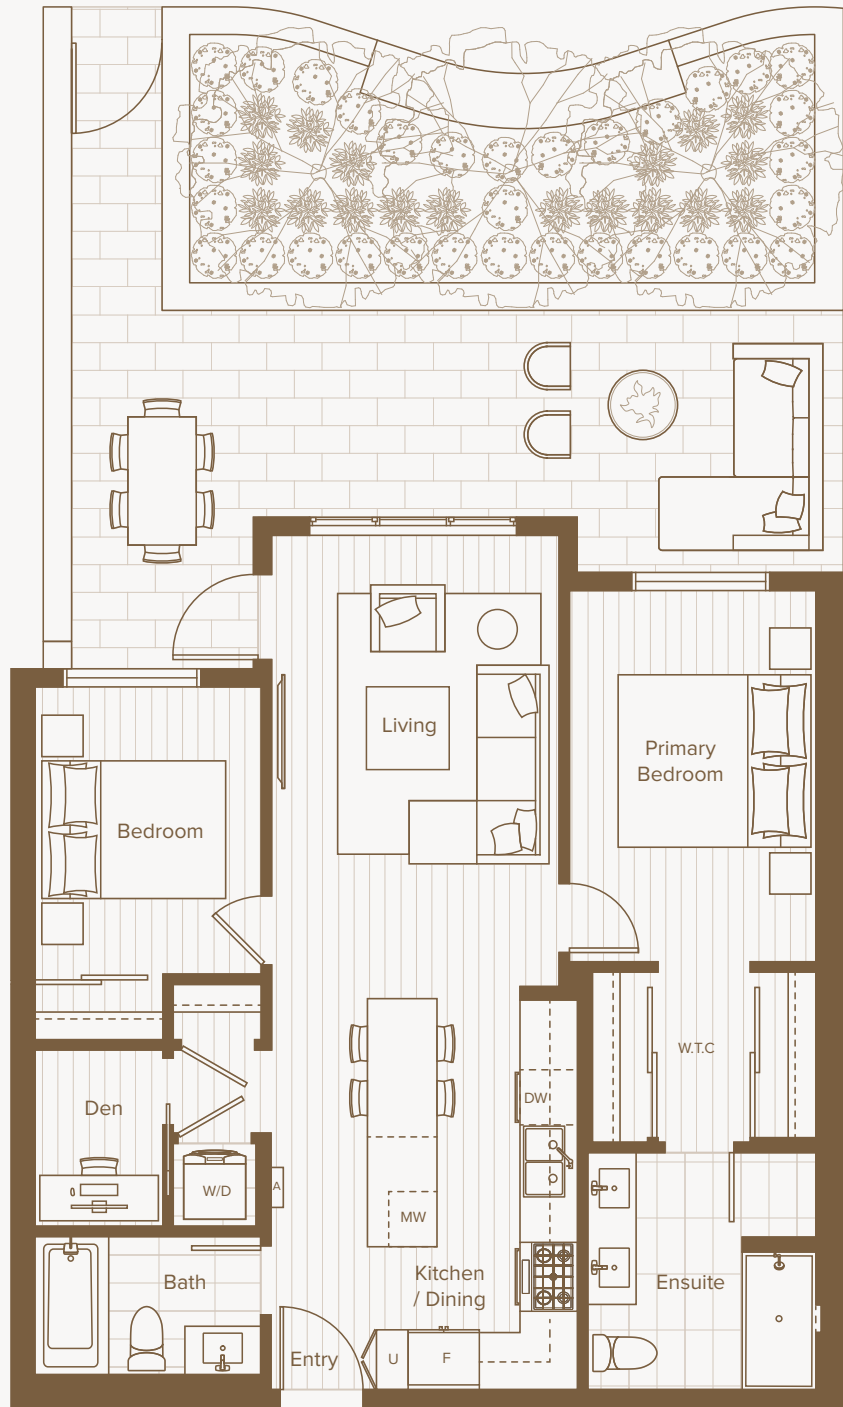 Living
Primary
Bedroom
Bedroom
W.T.C
Den
DW
W/D
A
MW
Kitchen
/ Dining
Bath
Ensuite
Entry
U
F